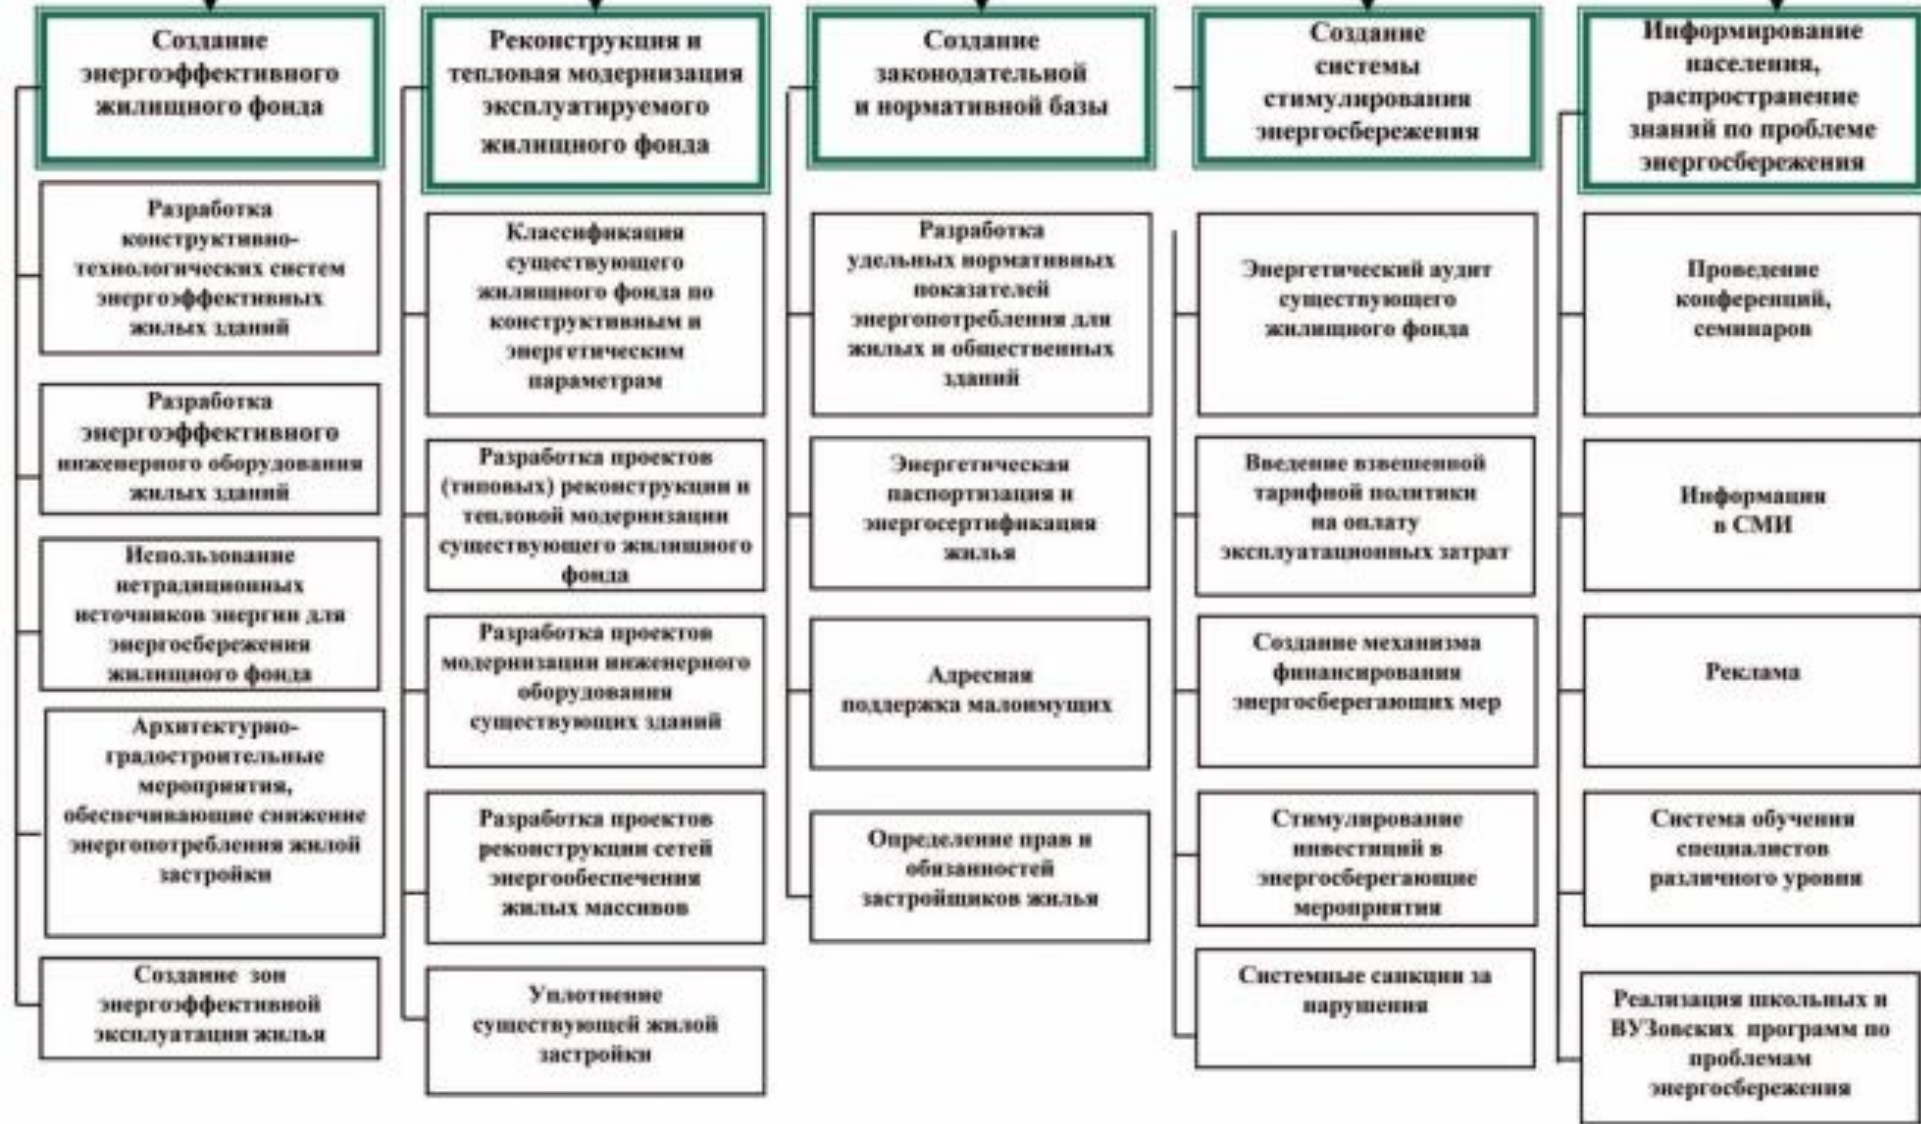 Создание
энергоэффективного
жилищного фонда
Разработка
конструктивно-
технологических систем
энергоэффективных
жилых зданий
Разработка
энергоэффективного
инженерного оборудования
жилых зданий
Использование
нетрадиционных
источников энергии для
энергосбережения
жилищного фонда
Архитектурно-
градостроительные
мероприятия,
обеспечивающие снижение
энергопотребления жилой
застройки
Создание зон
энергоэффективной
эксплуатации жилья
Реконструкция и
тепловая модернизация
эксплуатируемого
жилищного фонда
Классификация
существующего
жилищного фонда по
конструктивным и
энергетическим
параметрам
Разработка проектов
(типовых) реконструкции и
тепловой модернизации
существующего жилищного
фонда
Разработка проектов
модернизации инженерного
оборудования
существующих зданий
Разработка проектов
реконструкции сетей
энергообеспечения
жилых массивов
Уплотнение
существующей жилой
застройки
Создание
законодательной
и нормативной базы
Разработка
удельных нормативных
показателей
энергопотребления для
жилых и общественных
зданий
Энергетическая
паспортизация и
энергосертификация
жилья
Адресная
поддержка малоимущих
Определение прав и
обязанностей
застройщиков жилья
Создание
системы
стимулирования
энергосбережения
Энергетический аудит
существующего
жилищного фонда
Введение взвешенной
тарифной политики
на оплату
эксплуатационных затрат
Создание механизма
финансирования
энергосберегающих мер
Стимулирование
инвестиций в
энергосберегающие
мероприятия
Системные санкции за
нарушения
Информирование
населения,
распространение
знаний по проблеме
энергосбережения
Проведение
конференций,
семинаров
Информация
в СМИ
Реклама
Система обучения
специалистов
различного уровня
Реализация школьных и
ВУЗовских программ по
проблемам
энергосбережения